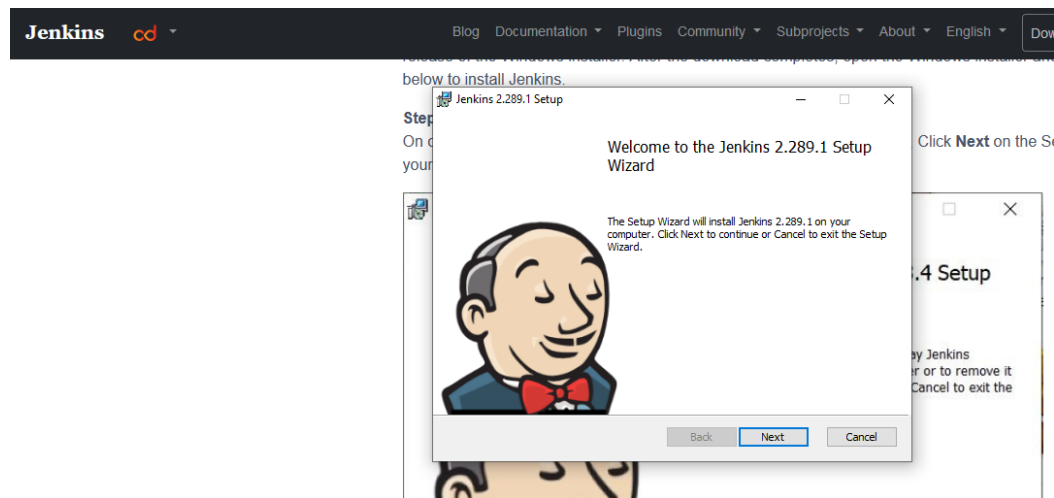 Jenkins cd Blog Documentation Plugins Community Subprojects About English
below to install Jenkins.
Jenkins 2.289.1 Setup
Click Next on the
your
Welcome to the Jenkins 2.289.1 Setup
Wizard
The Setup Wizard will install Jenkins 2.289.1 on your
computer. Click Next to continue or Cancel to exit the Setup
Wizard.
.4 Setup
Jenkins
or to remove it
Cancel to exit the
Back Next Cancel